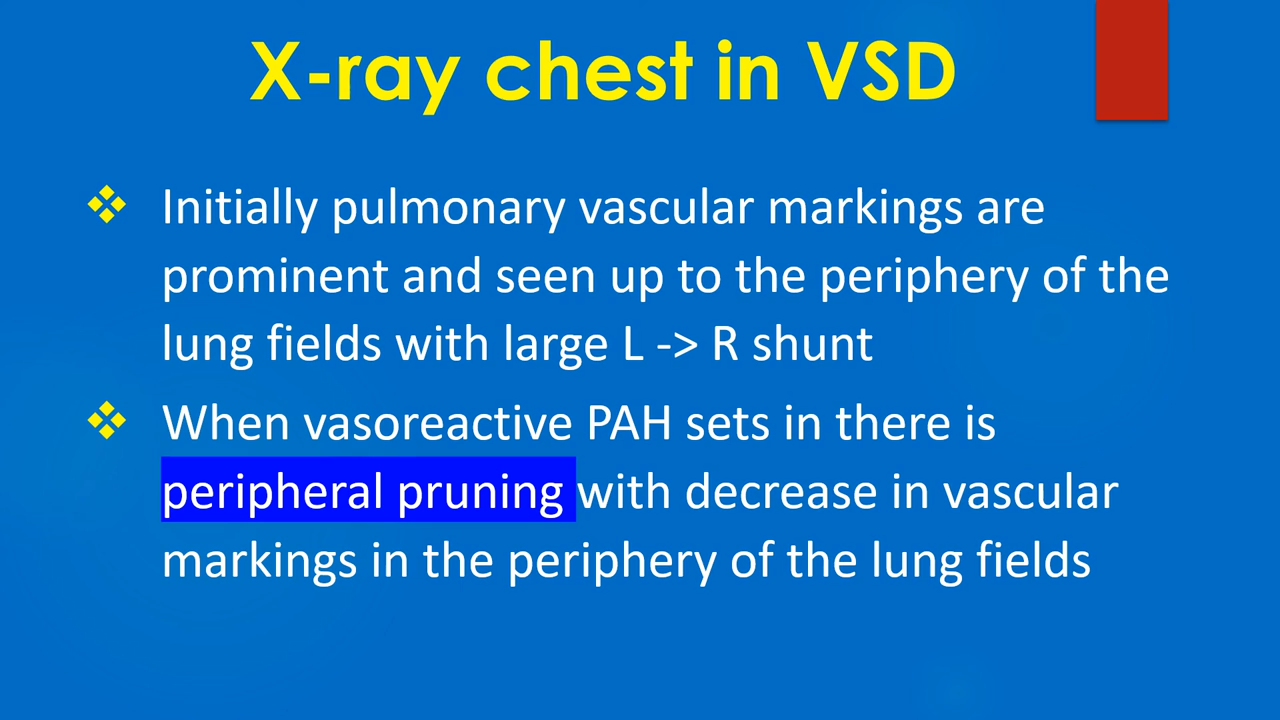 X-ray chest in VSD
❖ Initially pulmonary vascular markings are
prominent and seen up to the periphery of the
lung fields with large L -> R shunt
❖ When vasoreactive PAH sets in there is
peripheral pruning with decrease in vascular
markings in the periphery of the lung fields